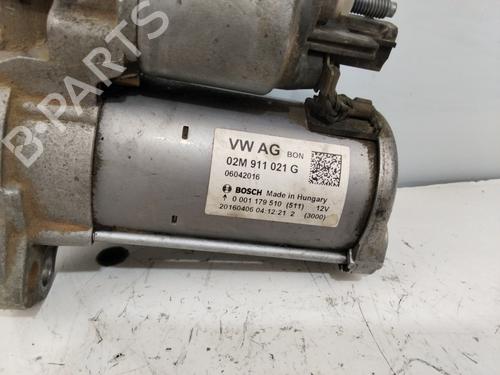 B-PARTS
VW AG BON
02M 911 021 G
06042016
BOSCH Made in Hungary
0 001 179 510 (511) 12V
20160406 04:12:21 2 (3000)